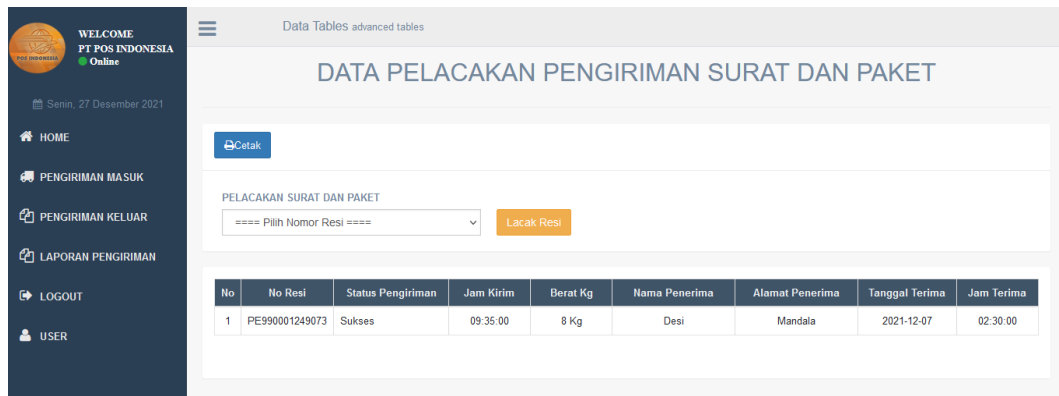 WELCOME
PT POS INDONESIA
Online
POS INDONESIA
Senin, 27 Desember 2021
HOME
PENGIRIMAN MASUK
PENGIRIMAN KELUAR
LAPORAN PENGIRIMAN
LOGOUT
USER
Data Tables advanced tables
DATA PELACAKAN PENGIRIMAN SURAT DAN PAKET
Cetak
PELACAKAN SURAT DAN PAKET
==== Pilih Nomor Resi ==== Lacak Resi
No No Resi Status Pengiriman Jam Kirim Berat Kg Nama Penerima Alamat Penerima Tanggal Terima Jam Terima
1 PE990001249073 Sukses 09:35:00 8 Kg Desi Mandala 2021-12-07 02:30:00